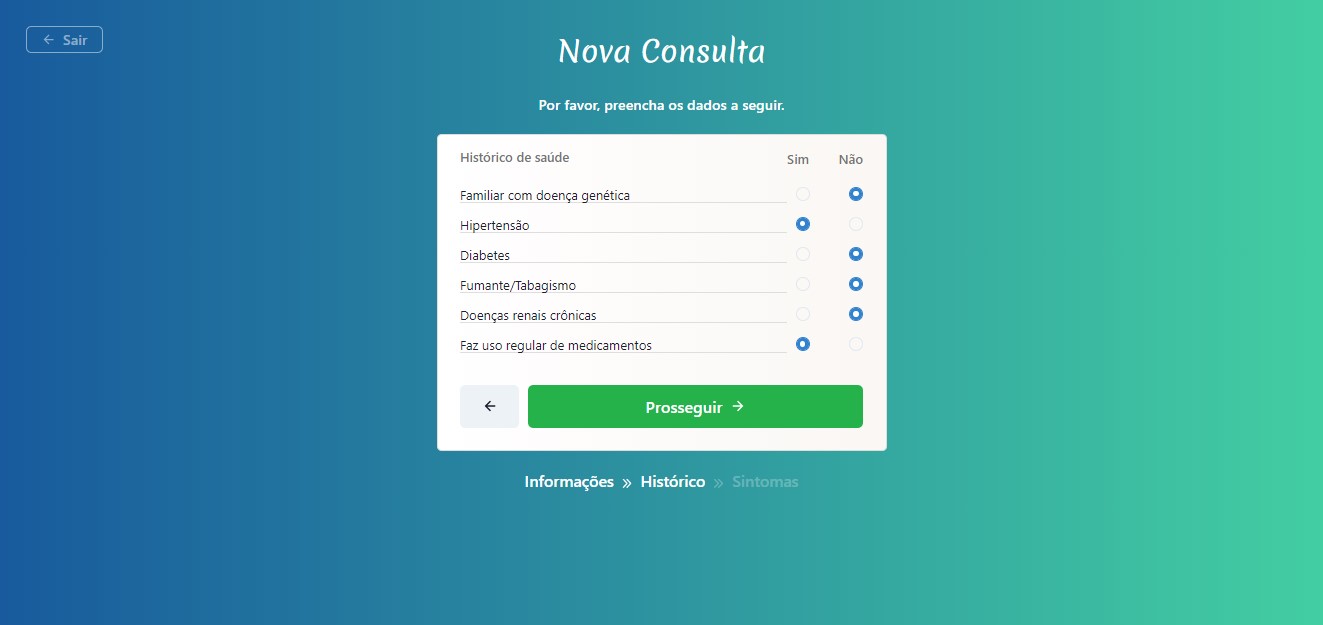 Sair
Nova Consulta
Por favor, preencha os dados a seguir.
Histórico de saúde Sim Não
Familiar com doença genética
Hipertensão
Diabetes
Fumante/Tabagismo
Doenças renais crônicas
Faz uso regular de medicamentos
Prosseguir
Informações » Histórico » Sintomas